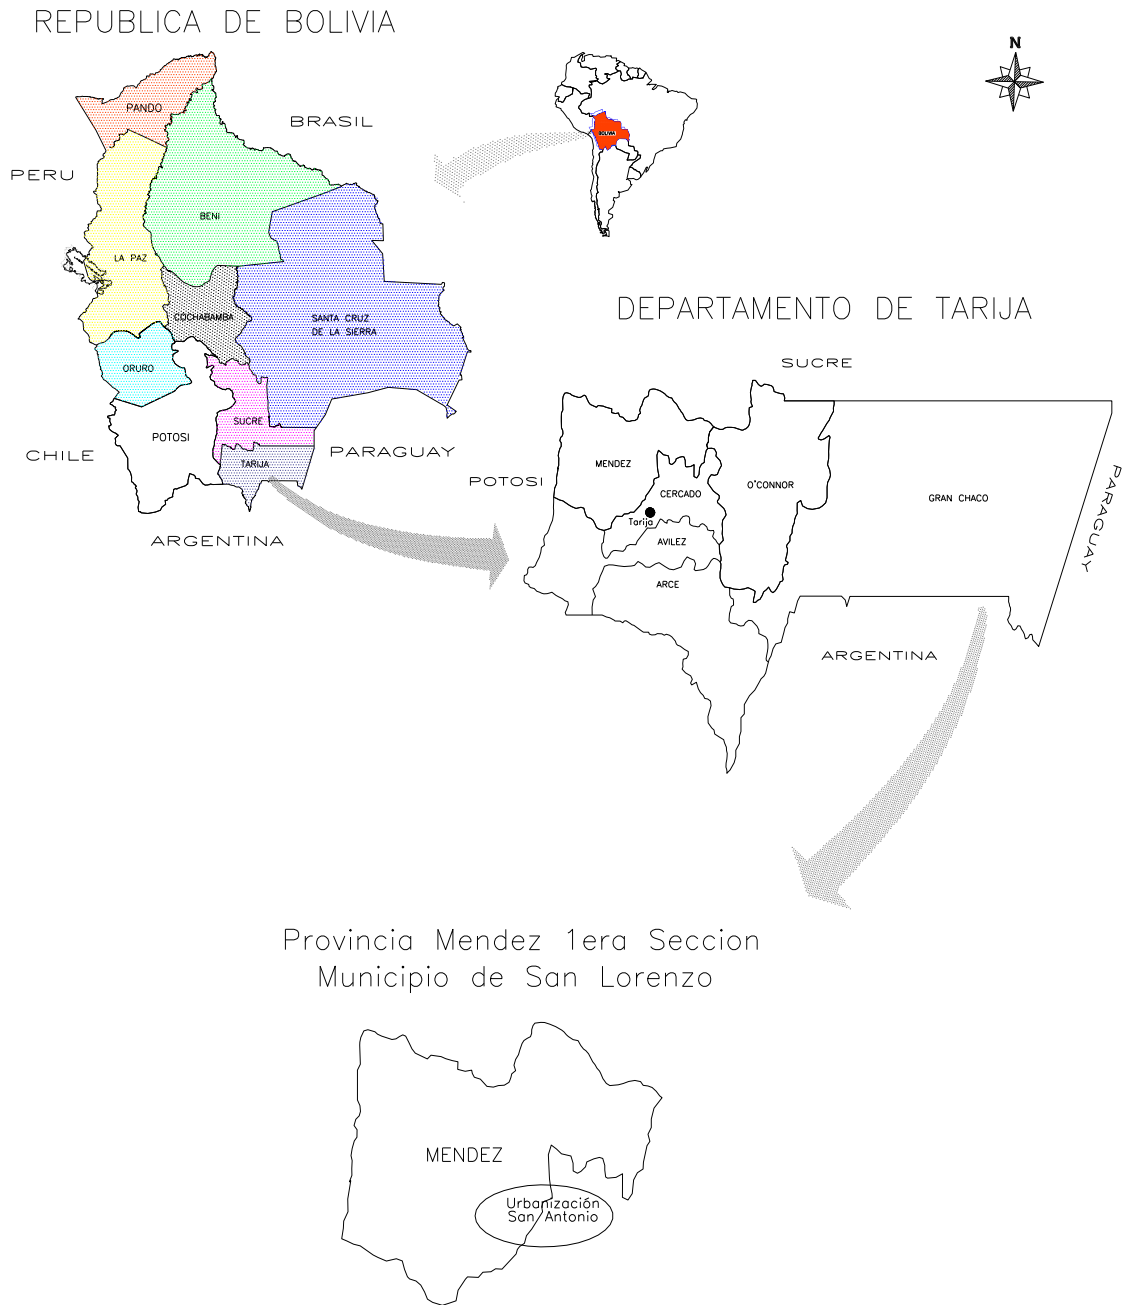 REPUBLICA DE BOLIVIA
N
PANDO
BRASIL
BOLIVIA
PERU
BENI
LA PAZ
COCHABAMBA
SANTA CRUZ
DE LA SIERRA
ORURO
SUCRE
POTOSI
TARIJA
CHILE
PARAGUAY
ARGENTINA
DEPARTAMENTO DE TARIJA
SUCRE
POTOSI
MENDEZ
CERCADO
O'CONNOR
GRAN CHACO
PARAGUAY
Tarija
AVILEZ
ARCE
ARGENTINA
Provincia Mendez 1era Seccion
Municipio de San Lorenzo
MENDEZ
Urbanización
San Antonio